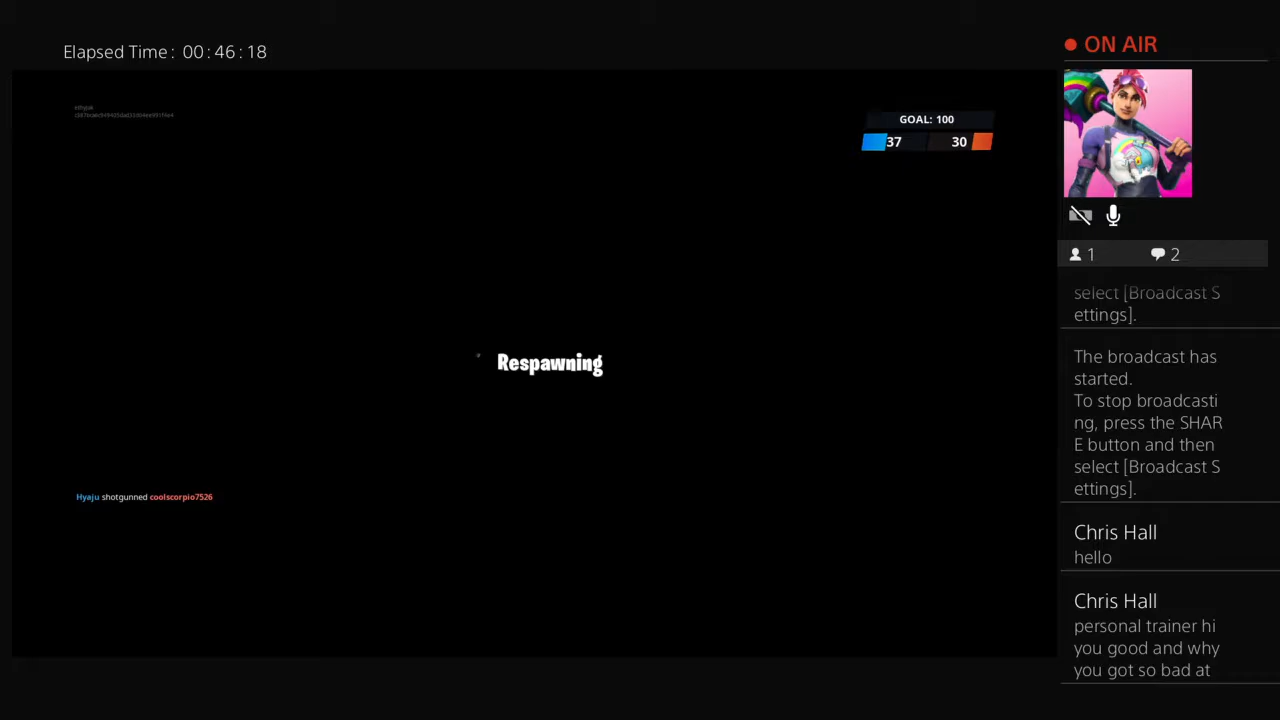 Elapsed Time: 00:46:18
ON AIR
GOAL: 100
37 30
1 2
select [Broadcast S
ettings].
The broadcast has
started.
To stop broadcasti
ng, press the SHAR
E button and then
select [Broadcast S
ettings].
Respawning
Hyaju shotgunned coolscorpio7526
Chris Hall
hello
Chris Hall
personal trainer hi
you good and why
you got so bad at